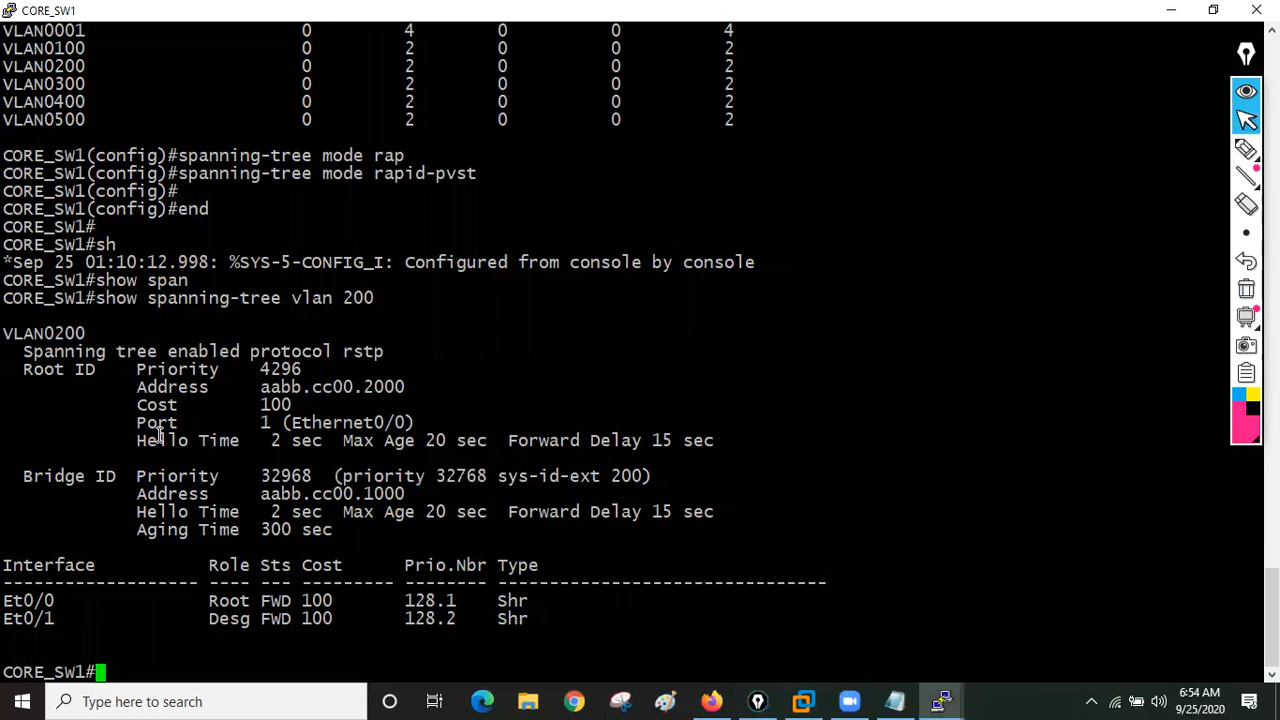 CORE_SW1
VLAN0001 0 4 0 0 4
VLAN0100 0 2 0 0 2
VLAN0200 0 2 0 0 2
VLAN0300 0 2 0 0 2
VLAN0400 0 2 0 0 2
VLAN0500 0 2 0 0 2
CORE_SW1(config)#spanning-tree mode rap
CORE_SW1(config)#spanning-tree mode rapid-pvst
CORE_SW1(config)#
CORE_SW1(config)#end
CORE_SW1#
CORE_SW1#sh
*Sep 25 01:10:12.998: %SYS-5-CONFIG_I: Configured from console by console
CORE_SW1#show span
CORE_SW1#show spanning-tree vlan 200
VLAN0200
Spanning tree enabled protocol rstp
Root ID Priority 4296
Address aabb.cc00.2000
Cost 100
Port 1 (Ethernet0/0)
Hello Time 2 sec Max Age 20 sec Forward Delay 15 sec
Bridge ID Priority 32968 (priority 32768 sys-id-ext 200)
Address aabb.cc00.1000
Hello Time 2 sec Max Age 20 sec Forward Delay 15 sec
Aging Time 300 sec
Interface Role Sts Cost Prio.Nbr Type
------------------- ---- --- --------- -------- --------------------------------
Et0/0 Root FWD 100 128.1 Shr
Et0/1 Desg FWD 100 128.2 Shr
CORE_SW1#
Type here to search
6:54 AM
9/25/2020